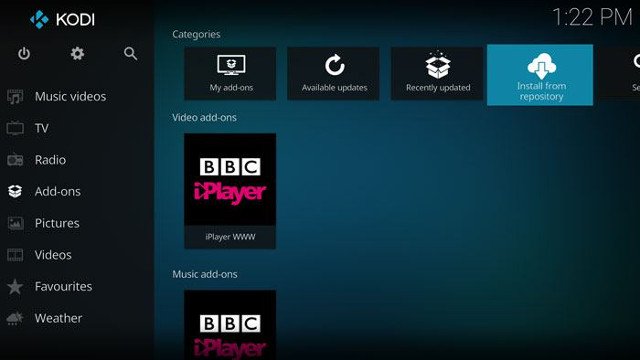 KODI
1:22 PM
Categories
My add-ons
Available updates
Recently updated
Install from
repository
Se
Music videos
TV
Radio
Add-ons
Pictures
Videos
Favourites
Weather
Video add-ons
BBC
iPlayer
iPlayer WWW
Music add-ons
BBC
iPlayer